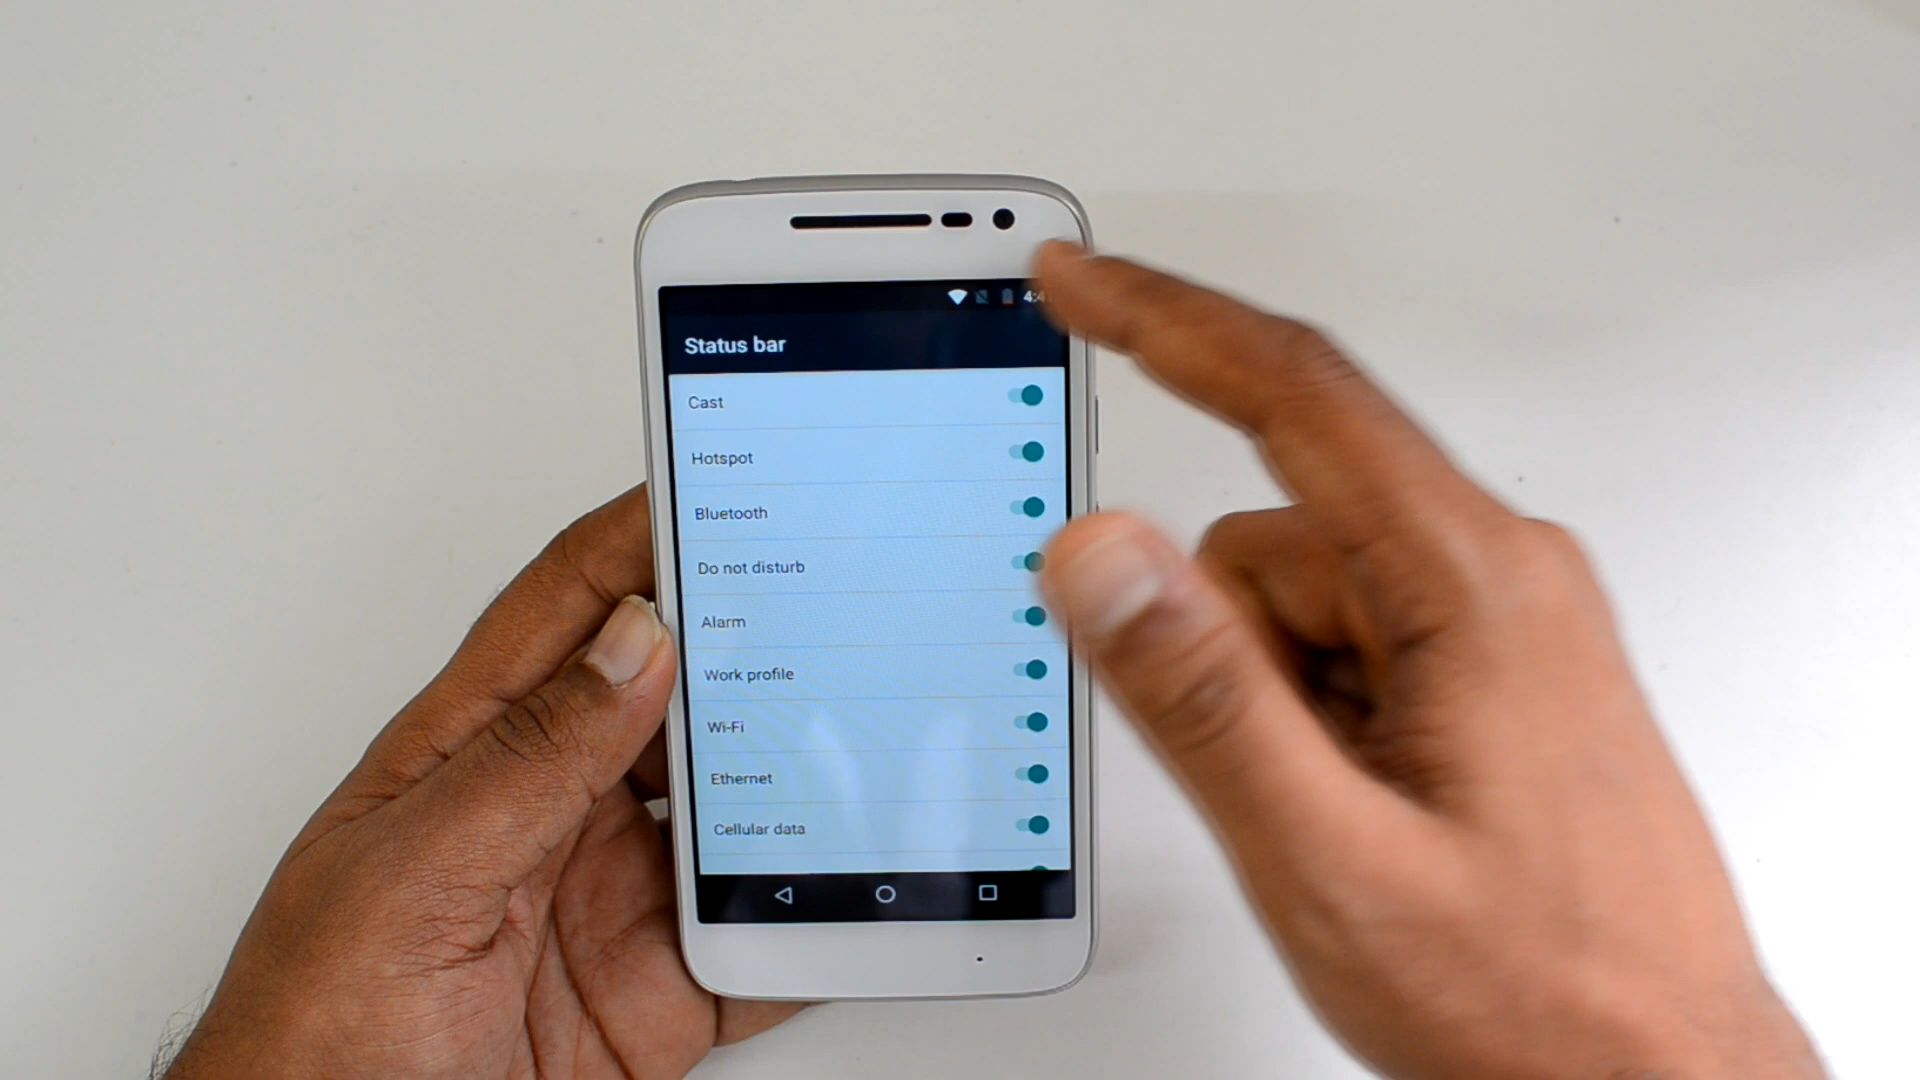 Status bar
Cast
Hotspot
Bluetooth
Do not disturb
Alarm
Work profile
Wi-Fi
Ethernet
Cellular data